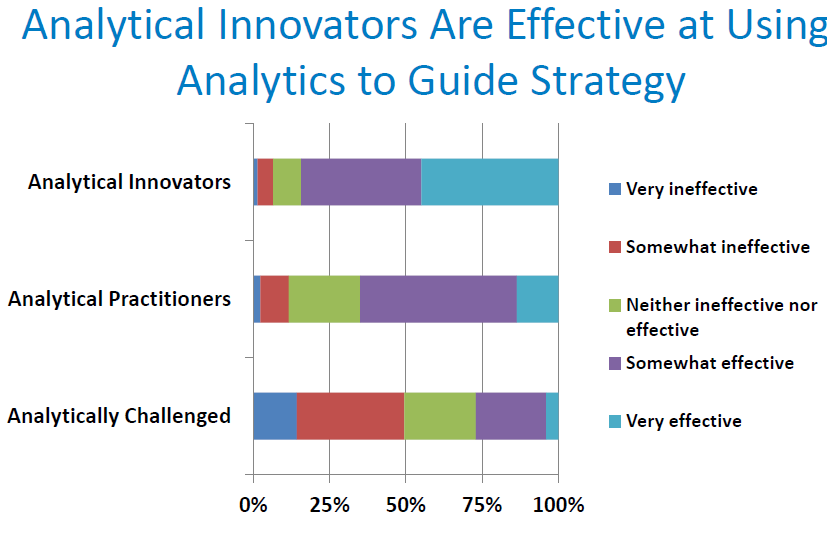 Analytical Innovators Are Effective at Using
Analytics to Guide Strategy
Analytical Innovators
Analytical Practitioners
Analytically Challenged
0%
25%
50%
75%
100%
Very ineffective
Somewhat ineffective
Neither ineffective nor
effective
Somewhat effective
Very effective